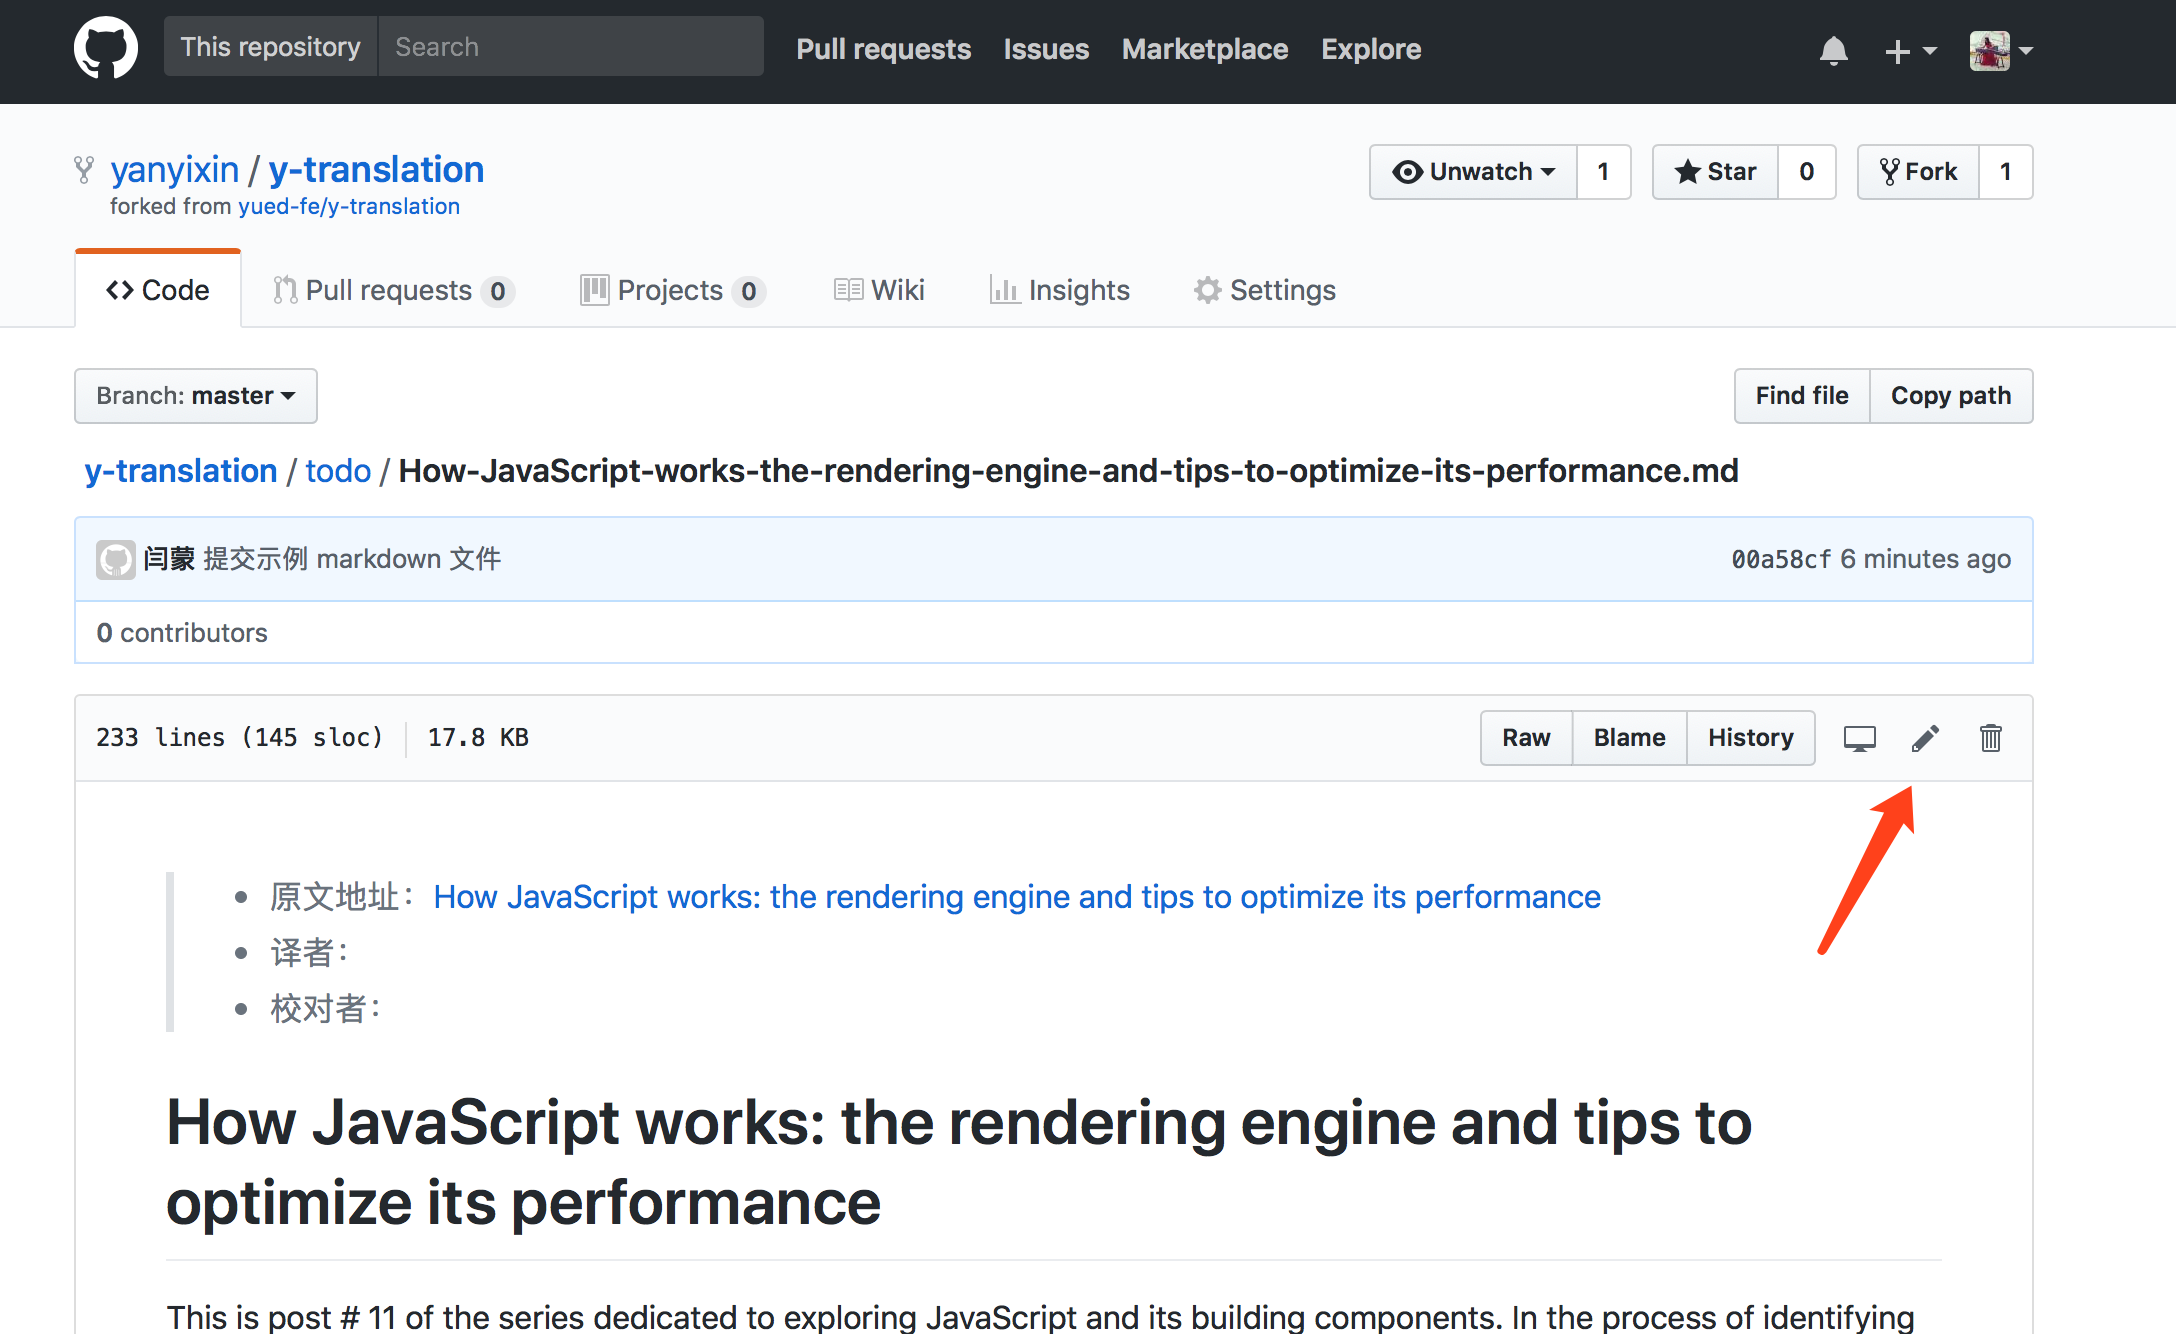 This repository Search Pull requests Issues Marketplace Explore
yanyixin / y-translation
forked from yued-fe/y-translation
Unwatch 1 Star 0 Fork 1
Code Pull requests 0 Projects 0 Wiki Insights Settings
Branch: master Find file Copy path
y-translation / todo / How-JavaScript-works-the-rendering-engine-and-tips-to-optimize-its-performance.md
闫蒙 提交示例 markdown 文件 00a58cf 6 minutes ago
0 contributors
233 lines (145 sloc) 17.8 KB Raw Blame History
原文地址：How JavaScript works: the rendering engine and tips to optimize its performance
译者：
校对者：
How JavaScript works: the rendering engine and tips to
optimize its performance
This is post # 11 of the series dedicated to exploring JavaScript and its building components. In the process of identifying